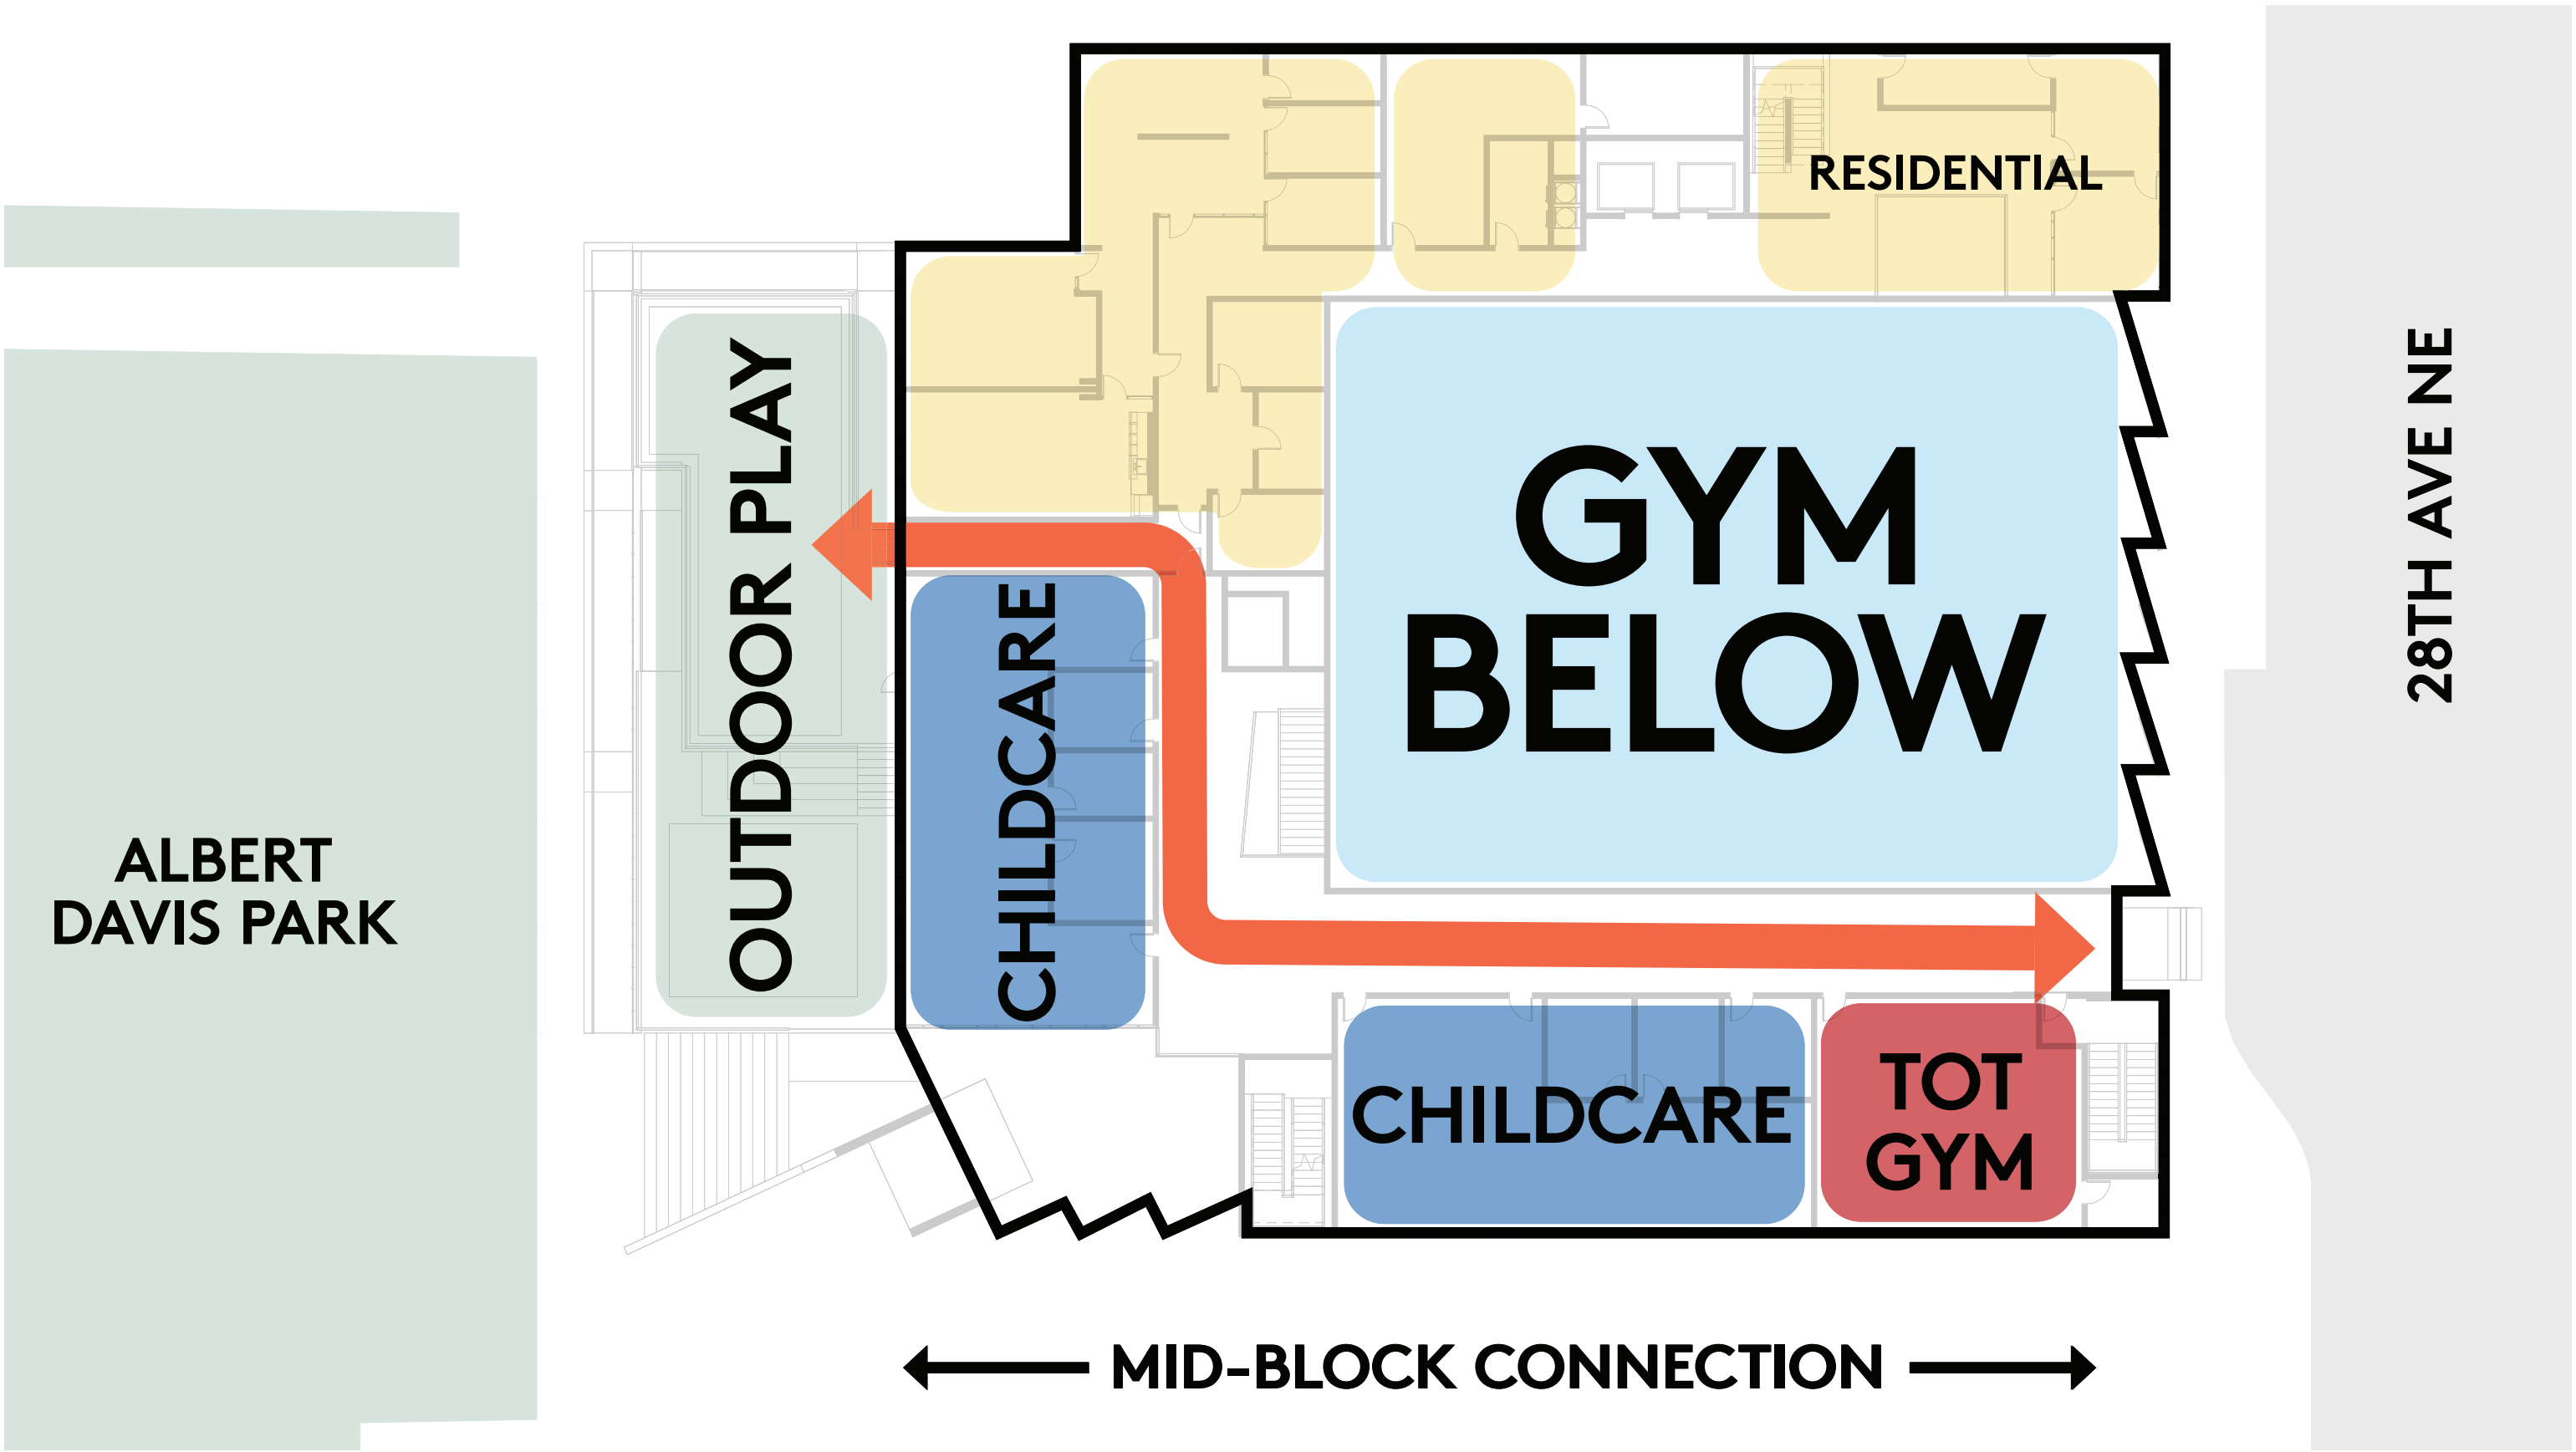 RESIDENTIAL
OUTDOOR PLAY
GYM
BELOW
28TH AVE NE
CHILDCARE
ALBERT
DAVIS PARK
CHILDCARE
TOT
GYM
MID-BLOCK CONNECTION